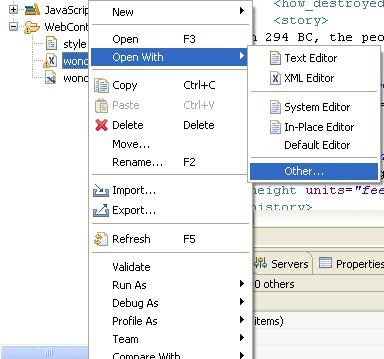 JavaScri
WebCont
style
wond
wond
New
Open F3
Open With
Copy Ctrl+C
Paste Ctrl+V
Delete Delete
Move...
Rename... F2
Import...
Export...
Refresh F5
Validate
Run As
Debug As
Profile As
Team
Compare With
Text Editor
XML Editor
System Editor
In-Place Editor
Default Editor
Other...
<how_destroyed
<story>
n 294 BC, the peo
height units="fee
history>
Servers
Properties
0 others
items)